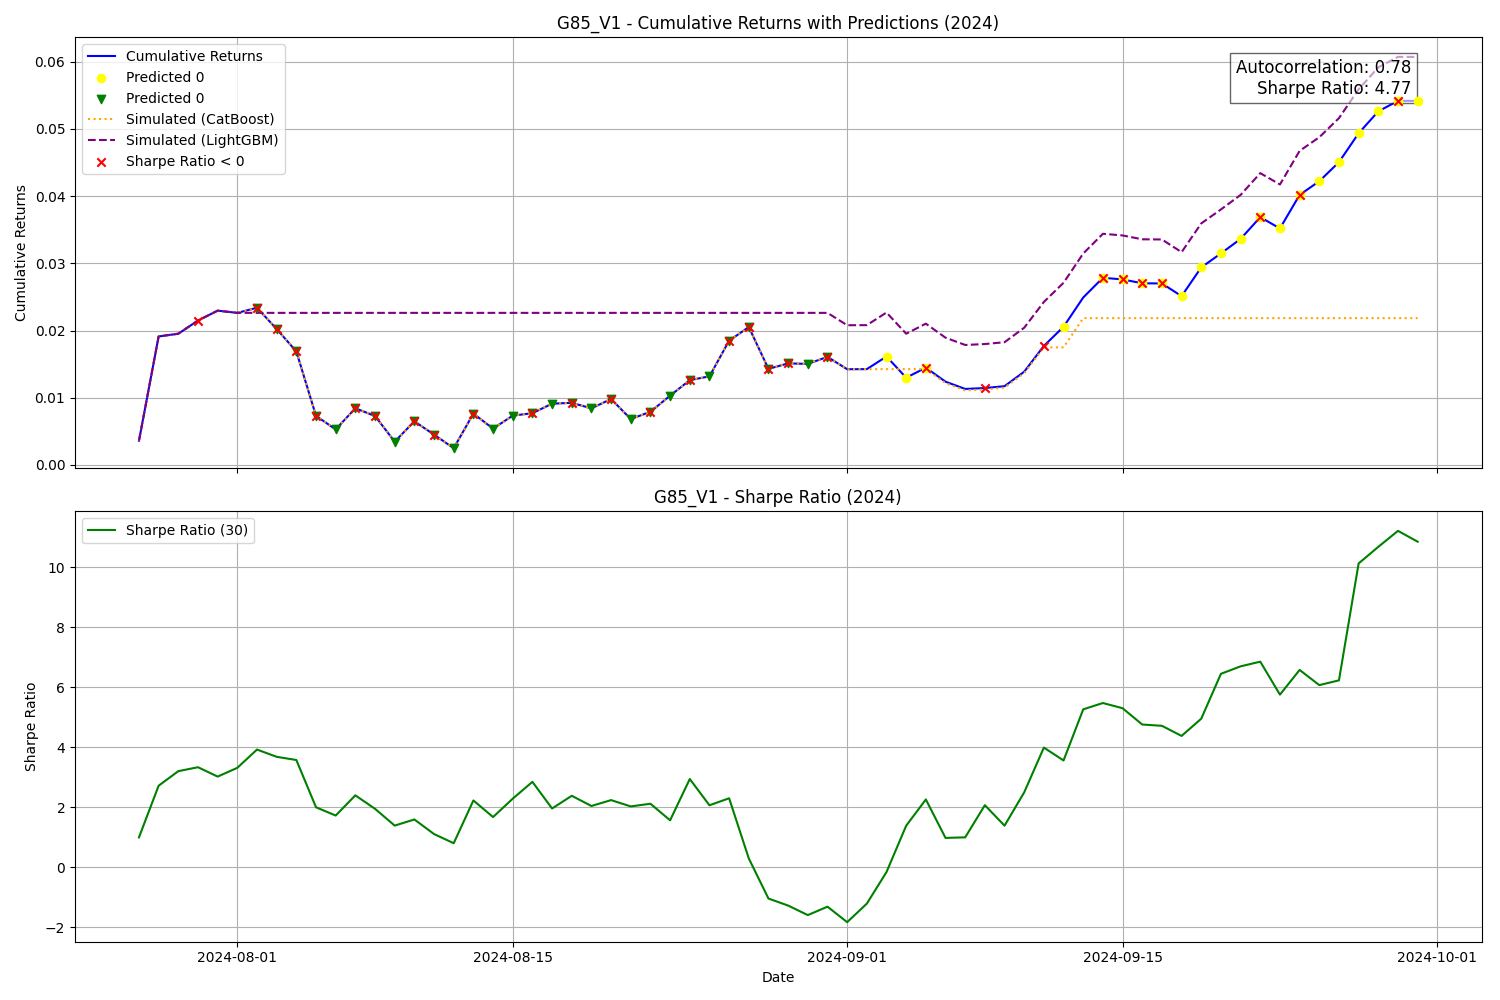 G85_V1 - Cumulative Returns with Predictions (2024)
Cumulative Returns
Predicted 0
Predicted 0
Simulated (CatBoost)
Simulated (LightGBM)
Sharpe Ratio < 0
Autocorrelation: 0.78
Sharpe Ratio: 4.77
Cumulative Returns
0.06
0.05
0.04
0.03
0.02
0.01
0.00
G85_V1 - Sharpe Ratio (2024)
Sharpe Ratio (30)
Sharpe Ratio
10
8
6
4
2
0
−2
2024-08-01
2024-08-15
2024-09-01
2024-09-15
2024-10-01
Date